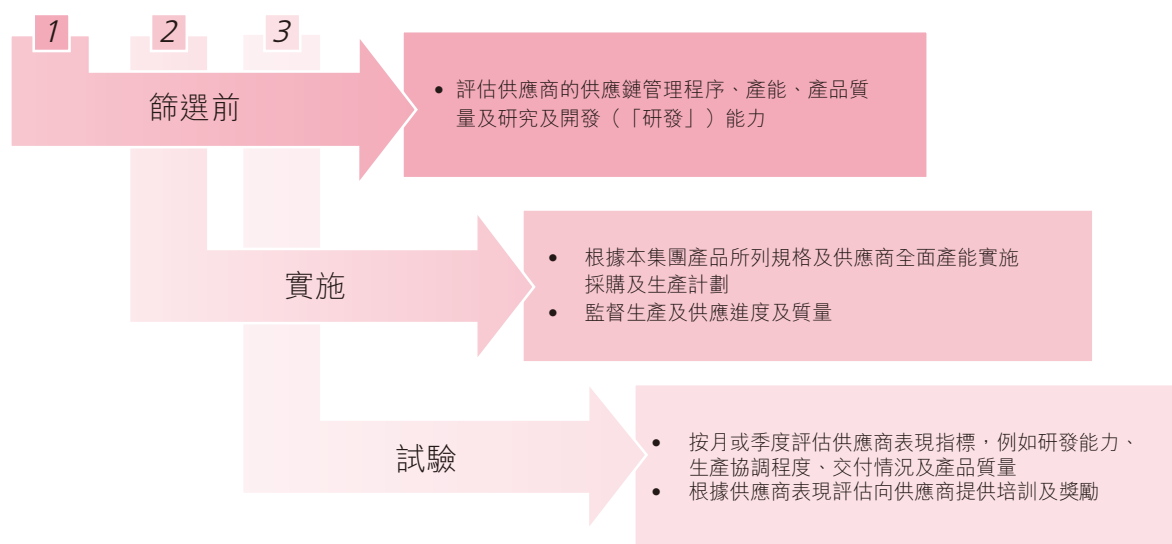 1
2
3
篩選前
• 評估供應商的供應鏈管理程序、產能、產品質
量及研究及開發（「研發」）能力
實施
• 根據本集團產品所列規格及供應商全面產能實施
採購及生產計劃
• 監督生產及供應進度及質量
試驗
• 按月或季度評估供應商表現指標，例如研發能力、
生產協調程度、交付情況及產品質量
• 根據供應商表現評估向供應商提供培訓及獎勵